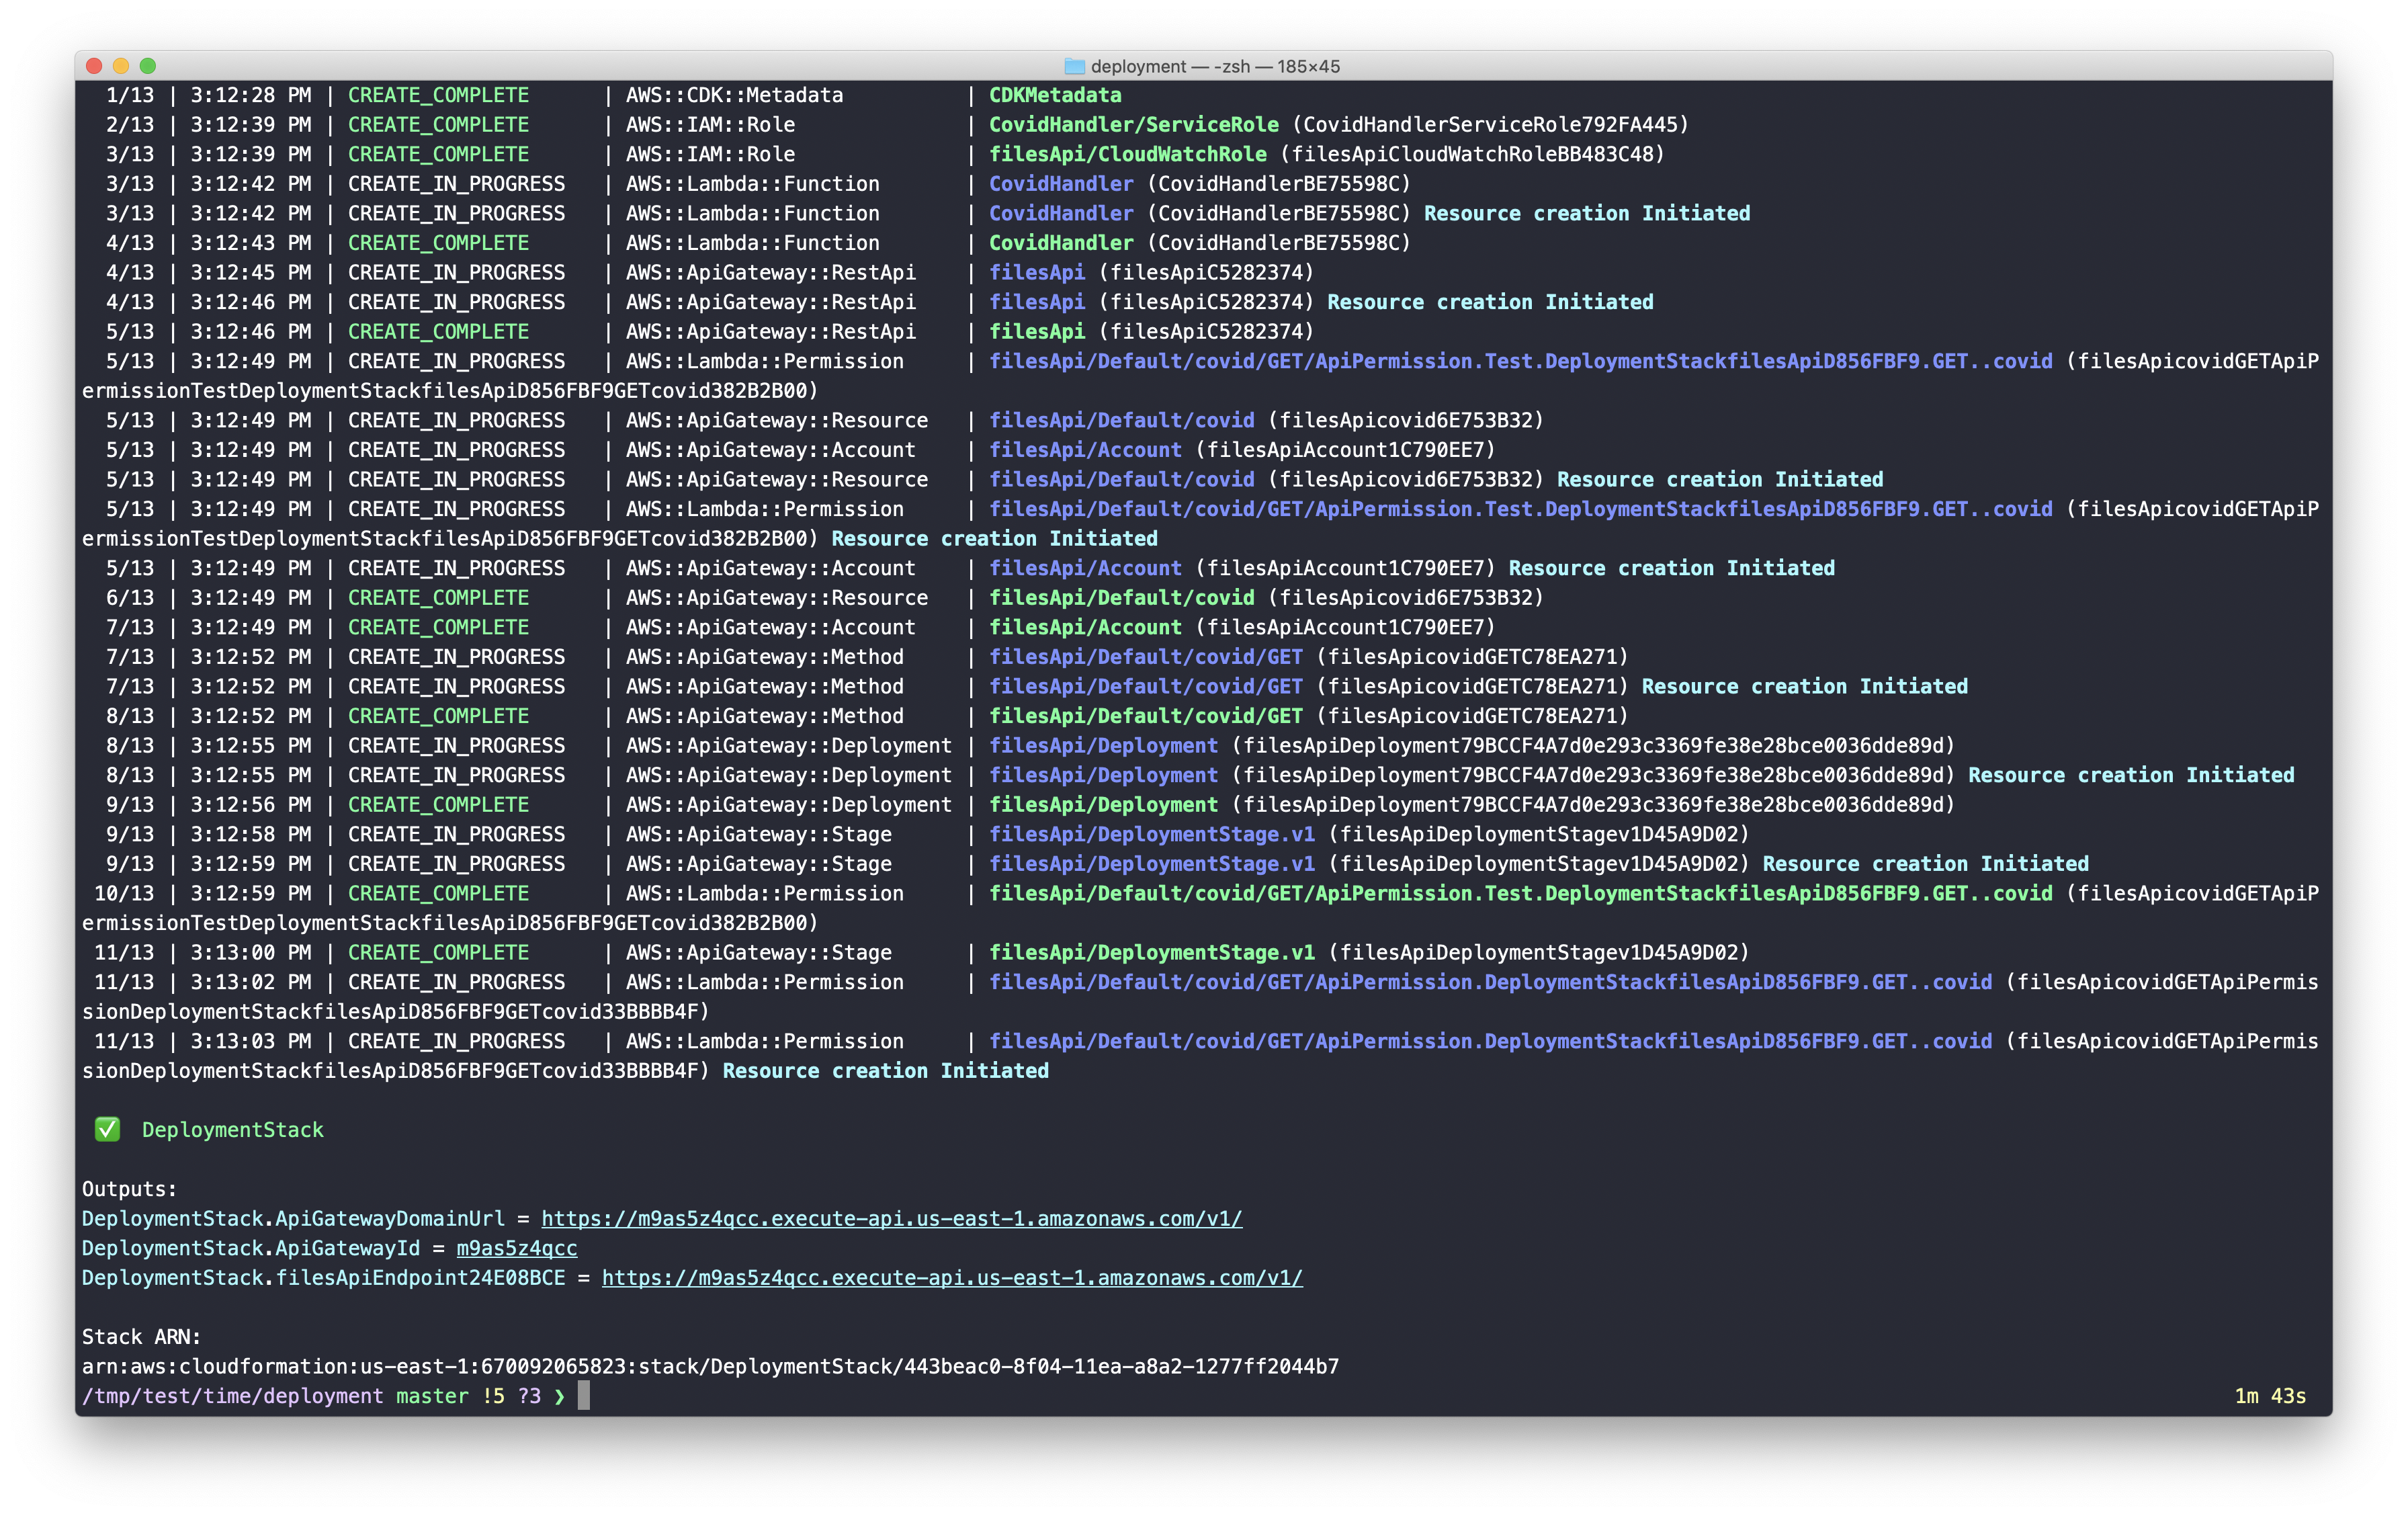 deployment — -zsh — 185×45
1/13 | 3:12:28 PM | CREATE_COMPLETE | AWS::CDK::Metadata | CDKMetadata
2/13 | 3:12:39 PM | CREATE_COMPLETE | AWS::IAM::Role | CovidHandler/ServiceRole (CovidHandlerServiceRole792FA445)
3/13 | 3:12:39 PM | CREATE_COMPLETE | AWS::IAM::Role | filesApi/CloudWatchRole (filesApiCloudWatchRoleBB483C48)
3/13 | 3:12:42 PM | CREATE_IN_PROGRESS | AWS::Lambda::Function | CovidHandler (CovidHandlerBE75598C)
3/13 | 3:12:42 PM | CREATE_IN_PROGRESS | AWS::Lambda::Function | CovidHandler (CovidHandlerBE75598C) Resource creation Initiated
4/13 | 3:12:43 PM | CREATE_COMPLETE | AWS::Lambda::Function | CovidHandler (CovidHandlerBE75598C)
4/13 | 3:12:45 PM | CREATE_IN_PROGRESS | AWS::ApiGateway::RestApi | filesApi (filesApiC5282374)
4/13 | 3:12:46 PM | CREATE_IN_PROGRESS | AWS::ApiGateway::RestApi | filesApi (filesApiC5282374) Resource creation Initiated
5/13 | 3:12:46 PM | CREATE_COMPLETE | AWS::ApiGateway::RestApi | filesApi (filesApiC5282374)
5/13 | 3:12:49 PM | CREATE_IN_PROGRESS | AWS::Lambda::Permission | filesApi/Default/covid/GET/ApiPermission.Test.DeploymentStackfilesApiD856FBF9.GET..covid (filesApicovidGETApiP
ermissionTestDeploymentStackfilesApiD856FBF9GETcovid382B2B00)
5/13 | 3:12:49 PM | CREATE_IN_PROGRESS | AWS::ApiGateway::Resource | filesApi/Default/covid (filesApicovid6E753B32)
5/13 | 3:12:49 PM | CREATE_IN_PROGRESS | AWS::ApiGateway::Account | filesApi/Account (filesApiAccount1C790EE7)
5/13 | 3:12:49 PM | CREATE_IN_PROGRESS | AWS::ApiGateway::Resource | filesApi/Default/covid (filesApicovid6E753B32) Resource creation Initiated
5/13 | 3:12:49 PM | CREATE_IN_PROGRESS | AWS::Lambda::Permission | filesApi/Default/covid/GET/ApiPermission.Test.DeploymentStackfilesApiD856FBF9.GET..covid (filesApicovidGETApiP
ermissionTestDeploymentStackfilesApiD856FBF9GETcovid382B2B00) Resource creation Initiated
5/13 | 3:12:49 PM | CREATE_IN_PROGRESS | AWS::ApiGateway::Account | filesApi/Account (filesApiAccount1C790EE7) Resource creation Initiated
6/13 | 3:12:49 PM | CREATE_COMPLETE | AWS::ApiGateway::Resource | filesApi/Default/covid (filesApicovid6E753B32)
7/13 | 3:12:49 PM | CREATE_COMPLETE | AWS::ApiGateway::Account | filesApi/Account (filesApiAccount1C790EE7)
7/13 | 3:12:52 PM | CREATE_IN_PROGRESS | AWS::ApiGateway::Method | filesApi/Default/covid/GET (filesApicovidGETC78EA271)
7/13 | 3:12:52 PM | CREATE_IN_PROGRESS | AWS::ApiGateway::Method | filesApi/Default/covid/GET (filesApicovidGETC78EA271) Resource creation Initiated
8/13 | 3:12:52 PM | CREATE_COMPLETE | AWS::ApiGateway::Method | filesApi/Default/covid/GET (filesApicovidGETC78EA271)
8/13 | 3:12:55 PM | CREATE_IN_PROGRESS | AWS::ApiGateway::Deployment | filesApi/Deployment (filesApiDeployment79BCCF4A7d0e293c3369fe38e28bce0036dde89d)
8/13 | 3:12:55 PM | CREATE_IN_PROGRESS | AWS::ApiGateway::Deployment | filesApi/Deployment (filesApiDeployment79BCCF4A7d0e293c3369fe38e28bce0036dde89d) Resource creation Initiated
9/13 | 3:12:56 PM | CREATE_COMPLETE | AWS::ApiGateway::Deployment | filesApi/Deployment (filesApiDeployment79BCCF4A7d0e293c3369fe38e28bce0036dde89d)
9/13 | 3:12:58 PM | CREATE_IN_PROGRESS | AWS::ApiGateway::Stage | filesApi/DeploymentStage.v1 (filesApiDeploymentStagev1D45A9D02)
9/13 | 3:12:59 PM | CREATE_IN_PROGRESS | AWS::ApiGateway::Stage | filesApi/DeploymentStage.v1 (filesApiDeploymentStagev1D45A9D02) Resource creation Initiated
10/13 | 3:12:59 PM | CREATE_COMPLETE | AWS::Lambda::Permission | filesApi/Default/covid/GET/ApiPermission.Test.DeploymentStackfilesApiD856FBF9.GET..covid (filesApicovidGETApiP
ermissionTestDeploymentStackfilesApiD856FBF9GETcovid382B2B00)
11/13 | 3:13:00 PM | CREATE_COMPLETE | AWS::ApiGateway::Stage | filesApi/DeploymentStage.v1 (filesApiDeploymentStagev1D45A9D02)
11/13 | 3:13:02 PM | CREATE_IN_PROGRESS | AWS::Lambda::Permission | filesApi/Default/covid/GET/ApiPermission.DeploymentStackfilesApiD856FBF9.GET..covid (filesApicovidGETApiPermis
sionDeploymentStackfilesApiD856FBF9GETcovid33BBBB4F)
11/13 | 3:13:03 PM | CREATE_IN_PROGRESS | AWS::Lambda::Permission | filesApi/Default/covid/GET/ApiPermission.DeploymentStackfilesApiD856FBF9.GET..covid (filesApicovidGETApiPermis
sionDeploymentStackfilesApiD856FBF9GETcovid33BBBB4F) Resource creation Initiated
✅ DeploymentStack
Outputs:
DeploymentStack.ApiGatewayDomainUrl = https://m9as5z4qcc.execute-api.us-east-1.amazonaws.com/v1/
DeploymentStack.ApiGatewayId = m9as5z4qcc
DeploymentStack.filesApiEndpoint24E08BCE = https://m9as5z4qcc.execute-api.us-east-1.amazonaws.com/v1/
Stack ARN:
arn:aws:cloudformation:us-east-1:670092065823:stack/DeploymentStack/443beac0-8f04-11ea-a8a2-1277ff2044b7
/tmp/test/time/deployment master !5 ?3 ❯ 1m 43s